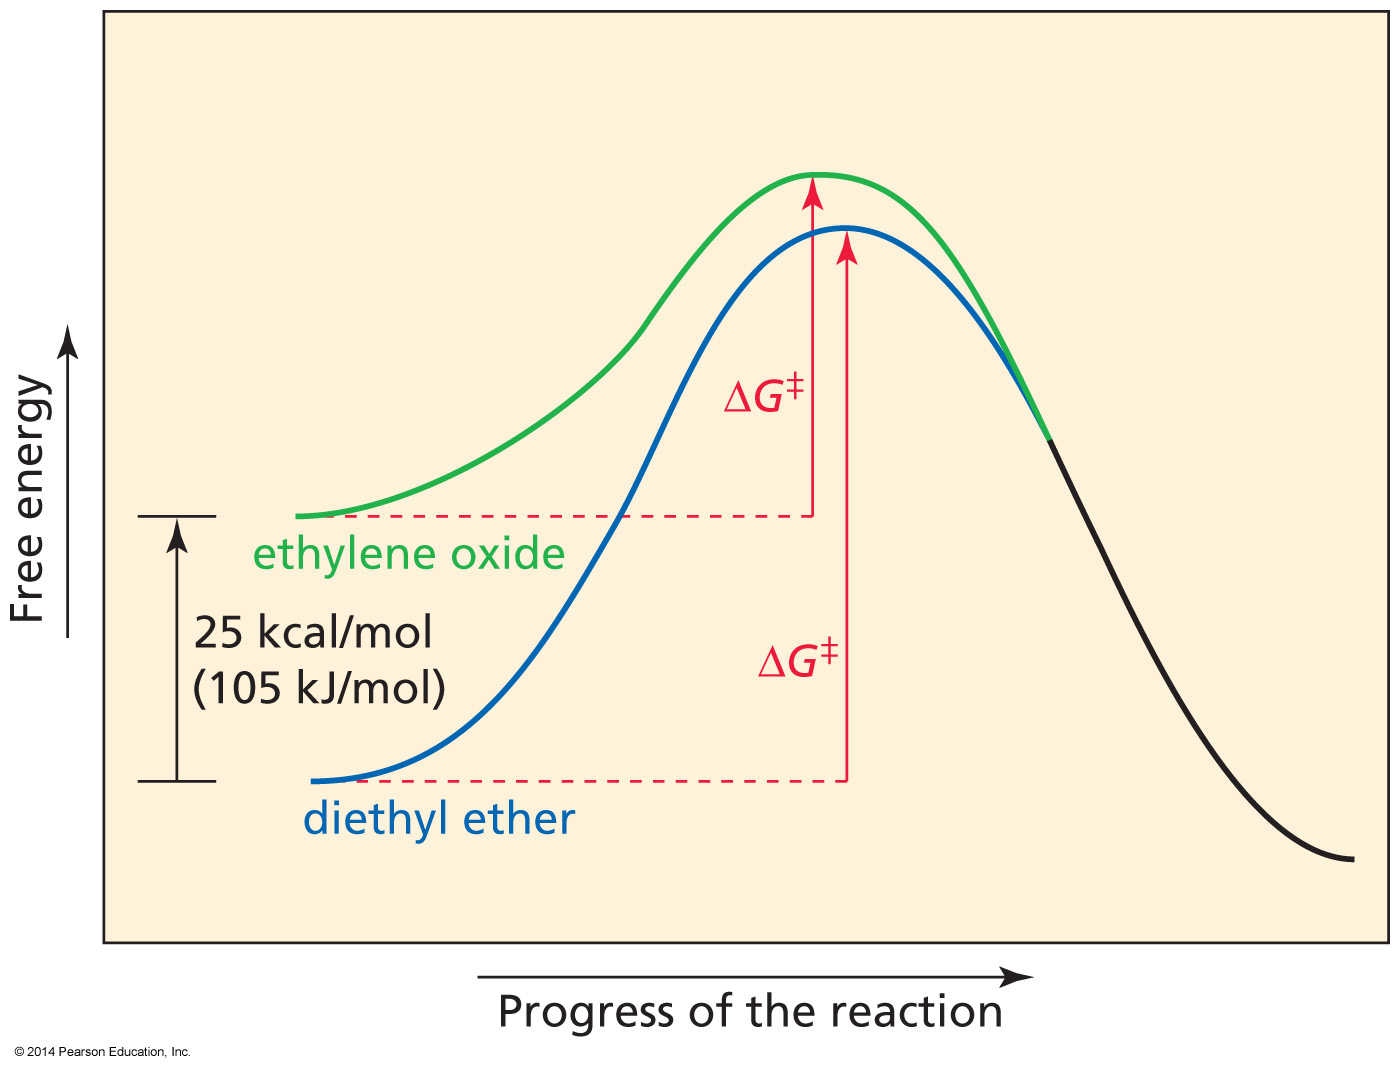 Free energy
ΔG‡
ethylene oxide
25 kcal/mol
(105 kJ/mol)
ΔG‡
diethyl ether
Progress of the reaction
© 2014 Pearson Education, Inc.